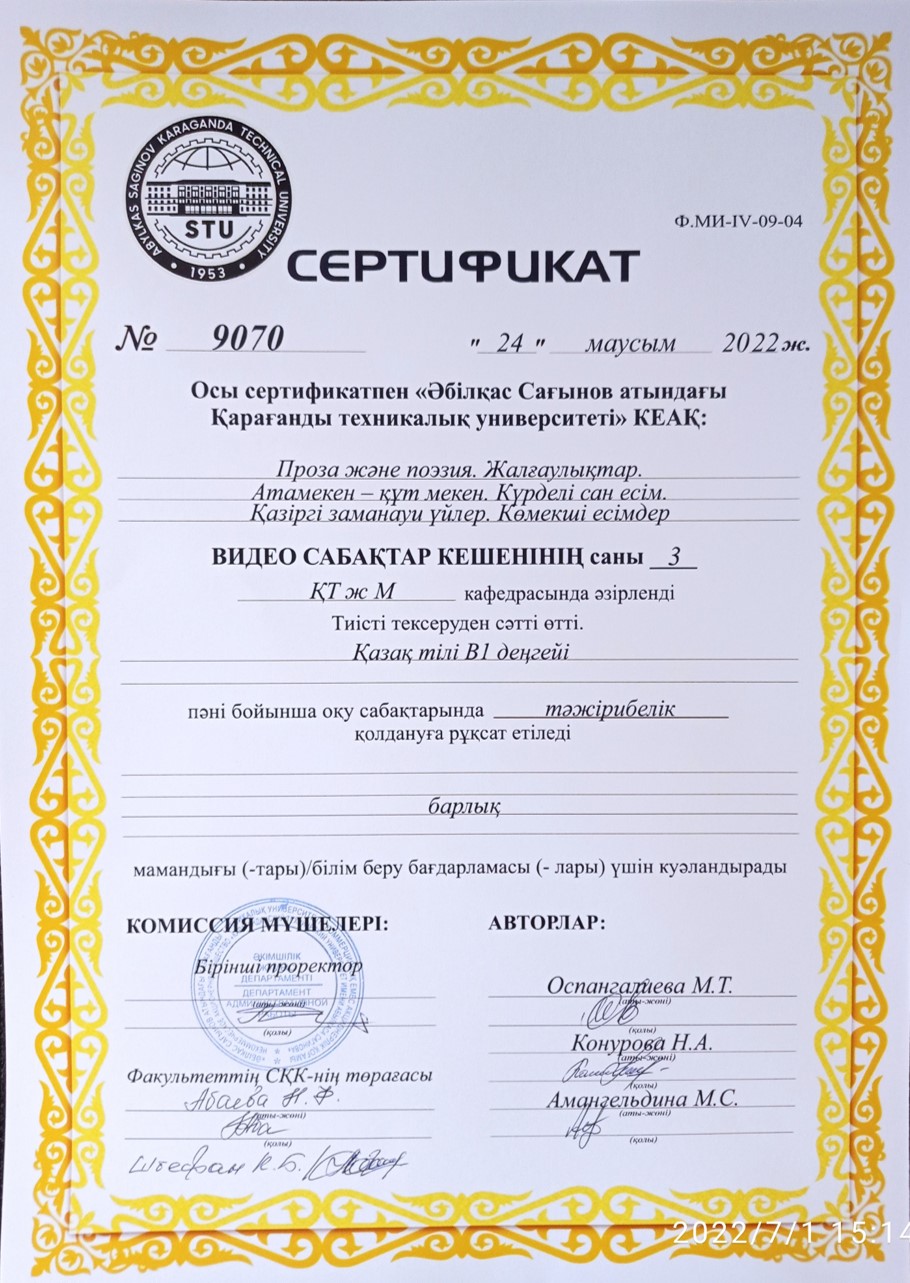 ABYLKAS SAGINOV KARAGANDA TECHNICAL UNIVERSITY
STU
• 1953 •
Ф.МИ-IV-09-04
СЕРТИФИКАТ
№ 9070 " 24 " маусым 2022 ж.
Осы сертификатпен «Әбілқас Сағынов атындағы
Қарағанды техникалық университеті» КЕАҚ:
Проза және поэзия. Жалғаулықтар.
Атамекен – құт мекен. Күрделі сан есім.
Қазіргі заманауи үйлер. Көмекші есімдер
ВИДЕО САБАҚТАР КЕШЕНІНІҢ саны 3
ҚТ ж М кафедрасында әзірленді
Тиісті тексеруден сәтті өтті.
Қазақ тілі В1 деңгейі
пәні бойынша оқу сабақтарында тәжірибелік
қолдануға рұқсат етіледі
барлық
мамандығы (-тары)/білім беру бағдарламасы (- лары) үшін куәландырады
КОМИССИЯ МҮШЕЛЕРІ:
Бірінші проректор
ӘКІМШІЛІК
ДЕПАРТАМЕНТІ
ДЕПАРТАМЕНТ
(аты-жөні)
(қолы)
Факультеттің СҚК-нің төрағасы
Абаева Н.Ф.
(аты-жөні)
(қолы)
Штефан К.Б.
АВТОРЛАР:
Оспангалиева М.Т.
(аты-жөні)
(қолы)
Конурова Н.А.
(аты-жөні)
(қолы)
Амангельдина М.С.
(аты-жөні)
(қолы)
2022/7/1 15:14